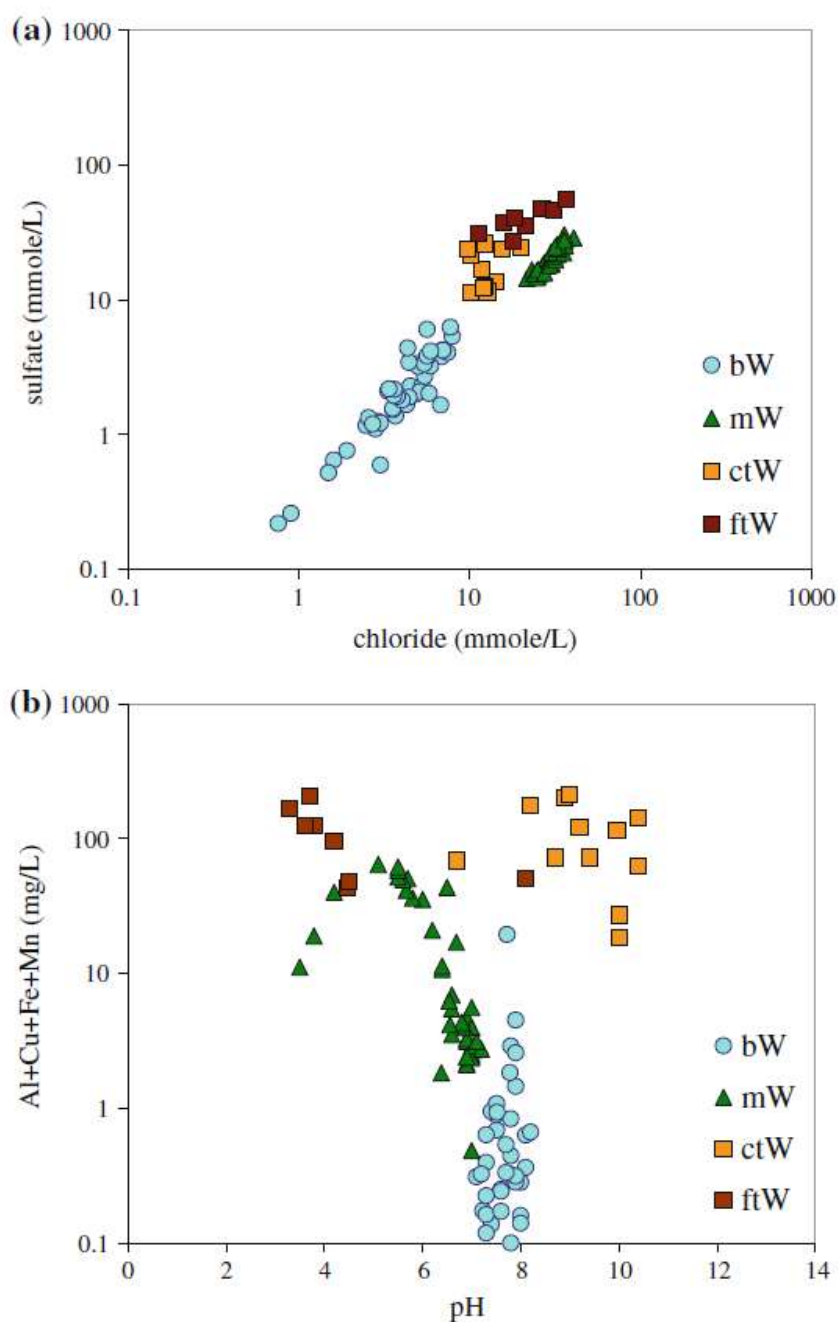 (a)
1000
100
10
1
0.1
sulfate (mmole/L)
0.1 1 10 100 1000
chloride (mmole/L)
bW
mW
ctW
ftW
(b)
1000
100
10
1
0.1
Al+Cu+Fe+Mn (mg/L)
0 2 4 6 8 10 12 14
pH
bW
mW
ctW
ftW